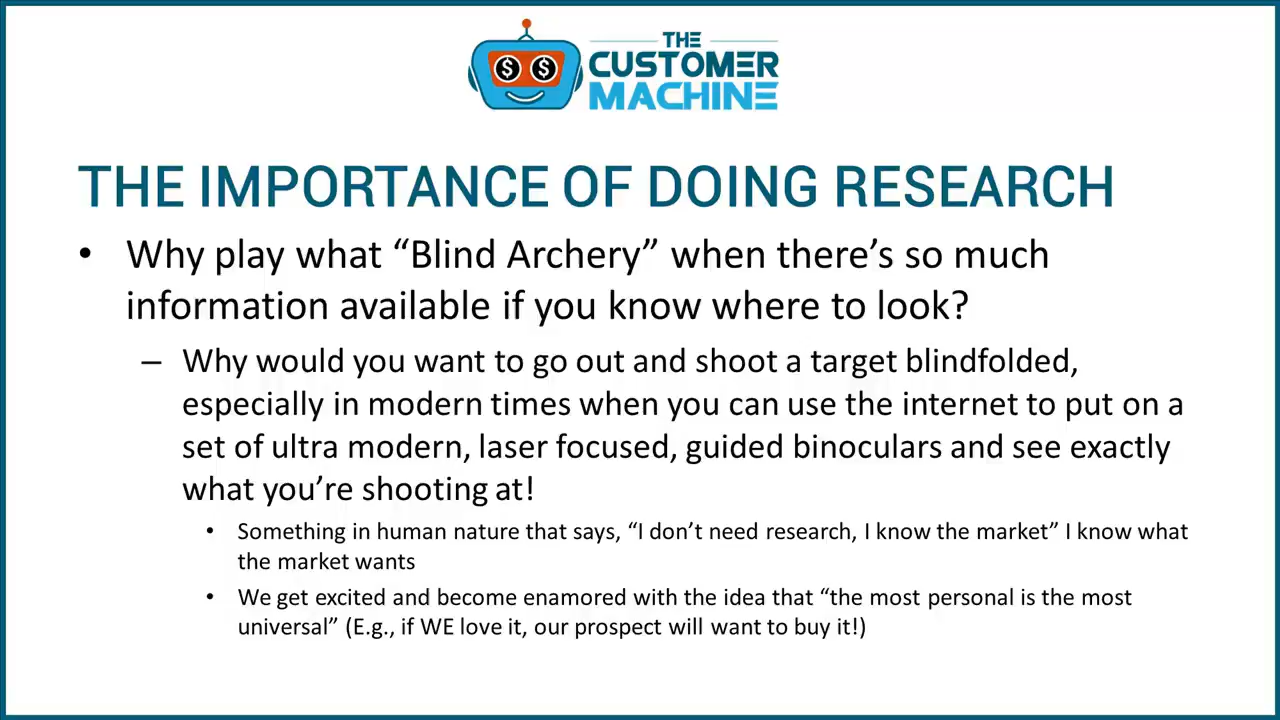 THE
CUSTOMER
MACHINE
THE IMPORTANCE OF DOING RESEARCH
• Why play what “Blind Archery” when there’s so much
information available if you know where to look?
– Why would you want to go out and shoot a target blindfolded,
especially in modern times when you can use the internet to put on a
set of ultra modern, laser focused, guided binoculars and see exactly
what you’re shooting at!
• Something in human nature that says, “I don’t need research, I know the market” I know what
the market wants
• We get excited and become enamored with the idea that “the most personal is the most
universal” (E.g., if WE love it, our prospect will want to buy it!)